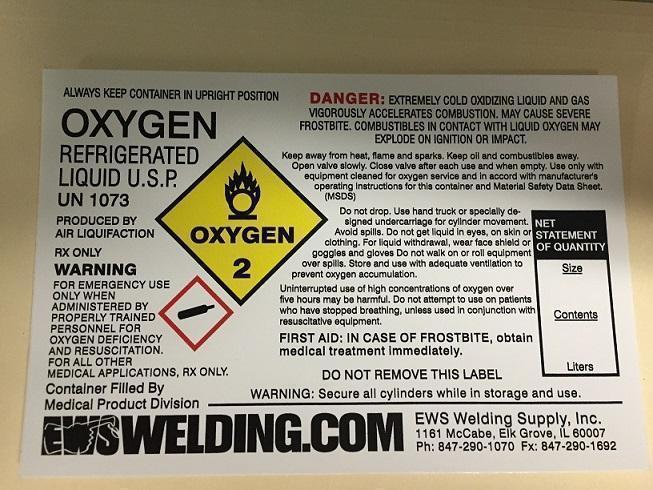 ALWAYS KEEP CONTAINER IN UPRIGHT POSITION
OXYGEN
REFRIGERATED
LIQUID U.S.P.
UN 1073
PRODUCED BY
AIR LIQUIFACTION
RX ONLY
WARNING
FOR EMERGENCY USE
ONLY WHEN
ADMINISTERED BY
PROPERLY TRAINED
PERSONNEL FOR
OXYGEN DEFICIENCY
AND RESUSCITATION.
FOR ALL OTHER
MEDICAL APPLICATIONS, RX ONLY.
Container Filled By
Medical Product Division
OXYGEN
2
DANGER: EXTREMELY COLD OXIDIZING LIQUID AND GAS
VIGOROUSLY ACCELERATES COMBUSTION. MAY CAUSE SEVERE
FROSTBITE. COMBUSTIBLES IN CONTACT WITH LIQUID OXYGEN MAY
EXPLODE ON IGNITION OR IMPACT.
Keep away from heat, flame and sparks. Keep oil and combustibles away.
Open valve slowly. Close valve after each use and when empty. Use only with
equipment cleaned for oxygen service and in accord with manufacturer's
operating instructions for this container and Material Safety Data Sheet.
(MSDS)
Do not drop. Use hand truck or specially de-
signed undercarriage for cylinder movement.
Avoid spills. Do not get liquid in eyes, on skin or
clothing. For liquid withdrawal, wear face shield or
goggles and gloves Do not walk on or roll equipment
over spills. Store and use with adequate ventilation to
prevent oxygen accumulation.
Uninterrupted use of high concentrations of oxygen over
five hours may be harmful. Do not attempt to use on patients
who have stopped breathing, unless used in conjunction with
resuscitative equipment.
FIRST AID: IN CASE OF FROSTBITE, obtain
medical treatment immediately.
DO NOT REMOVE THIS LABEL
WARNING: Secure all cylinders while in storage and use.
NET
STATEMENT
OF QUANTITY
Size
Contents
Liters
EWSWELDING.COM
EWS Welding Supply, Inc.
1161 McCabe, Elk Grove, IL 60007
Ph: 847-290-1070 Fx: 847-290-1692